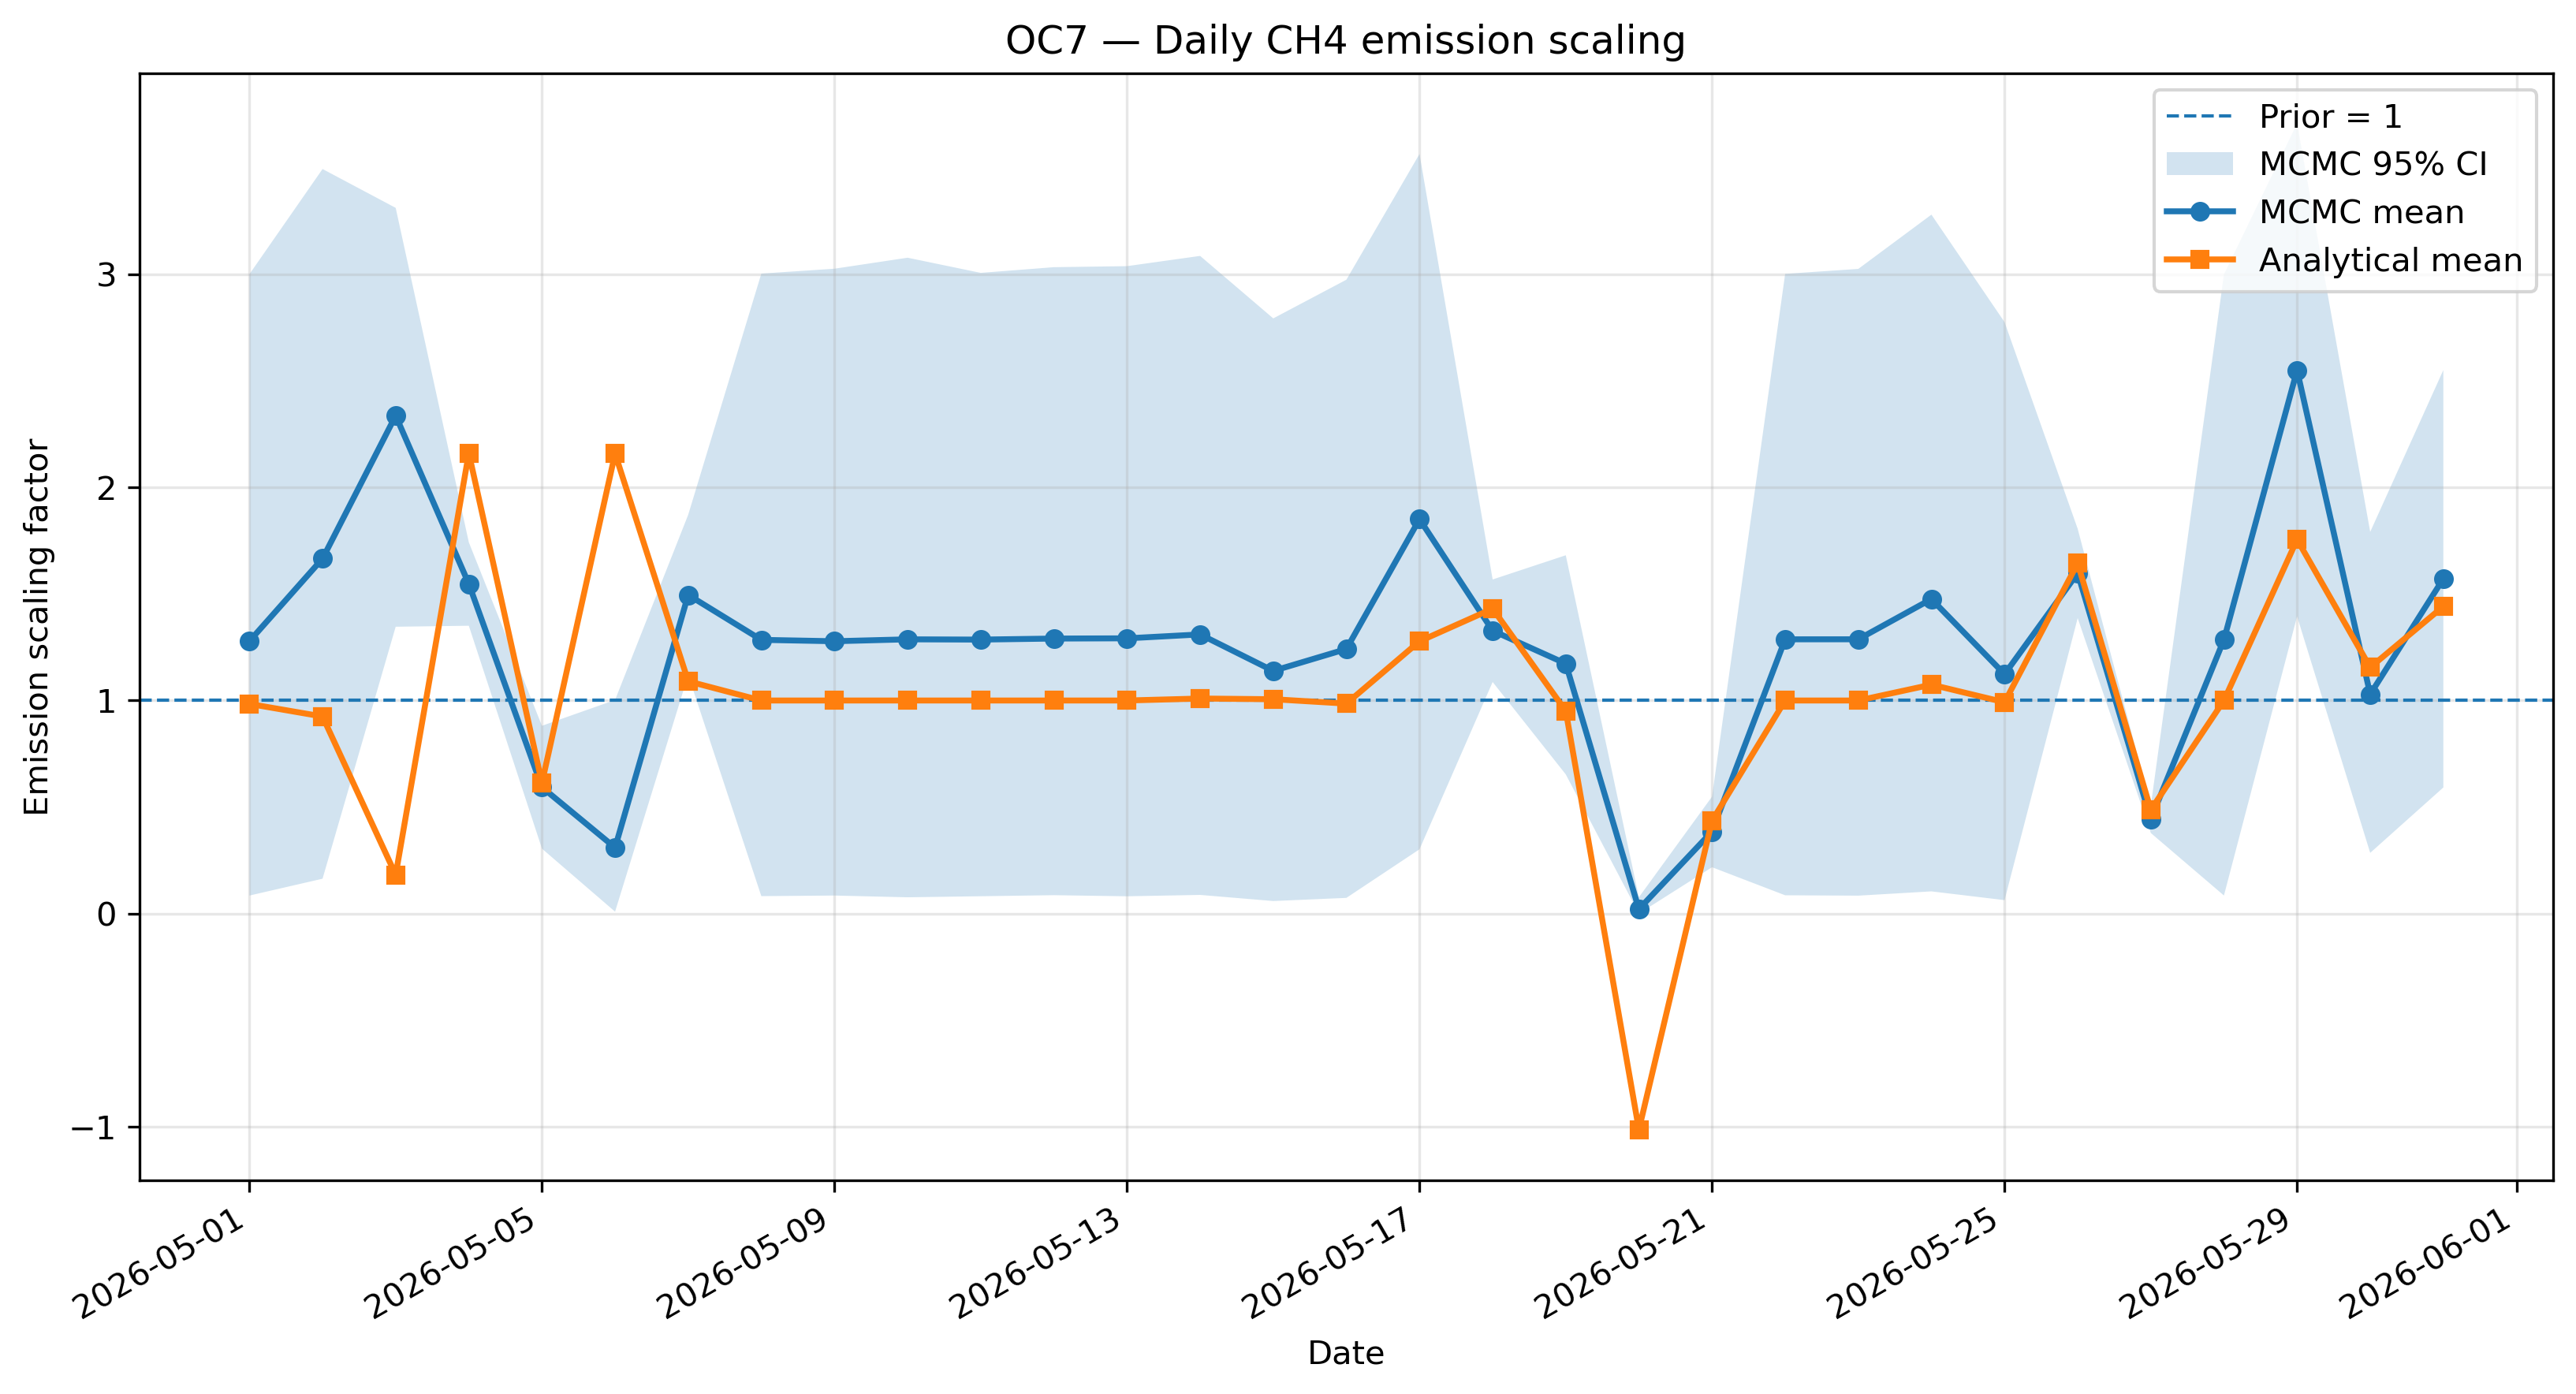 OC7 — Daily CH4 emission scaling
Prior = 1
MCMC 95% CI
MCMC mean
Analytical mean
Emission scaling factor
3
2
1
0
−1
2026-05-01
2026-05-05
2026-05-09
2026-05-13
2026-05-17
2026-05-21
2026-05-25
2026-05-29
2026-06-01
Date